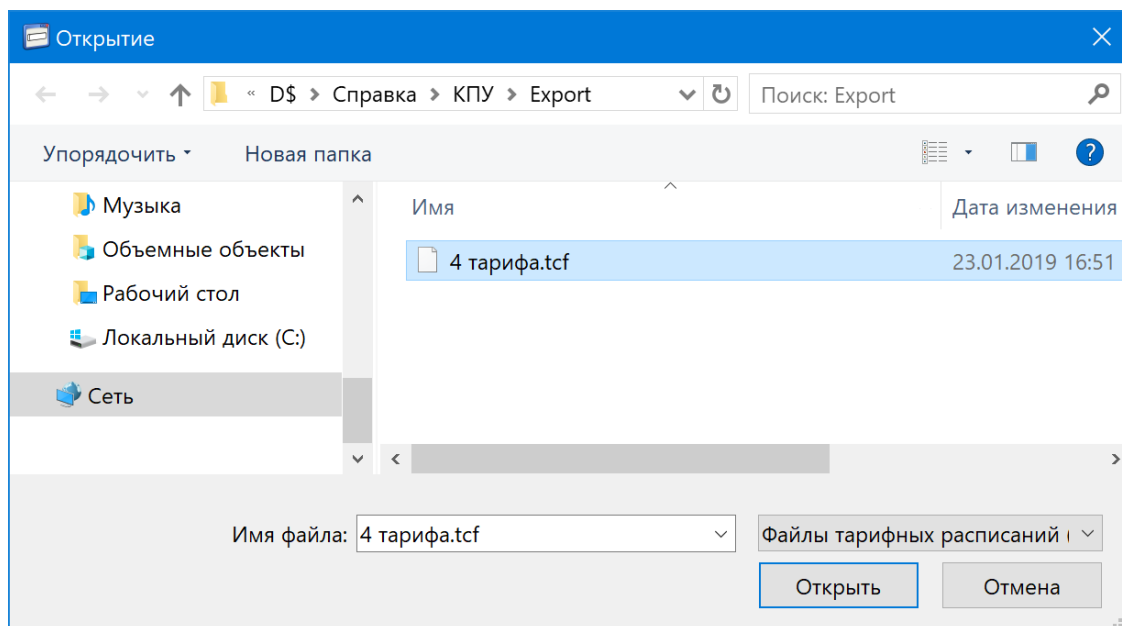 Открытие
« D$ > Справка > КПУ > Export
Поиск: Export
Упорядочить
Новая папка
?
Музыка
Объемные объекты
Рабочий стол
Локальный диск (C:)
Сеть
Имя
Дата изменения
4 тарифа.tcf
23.01.2019 16:51
Имя файла: 4 тарифа.tcf
Файлы тарифных расписаний (
Открыть
Отмена